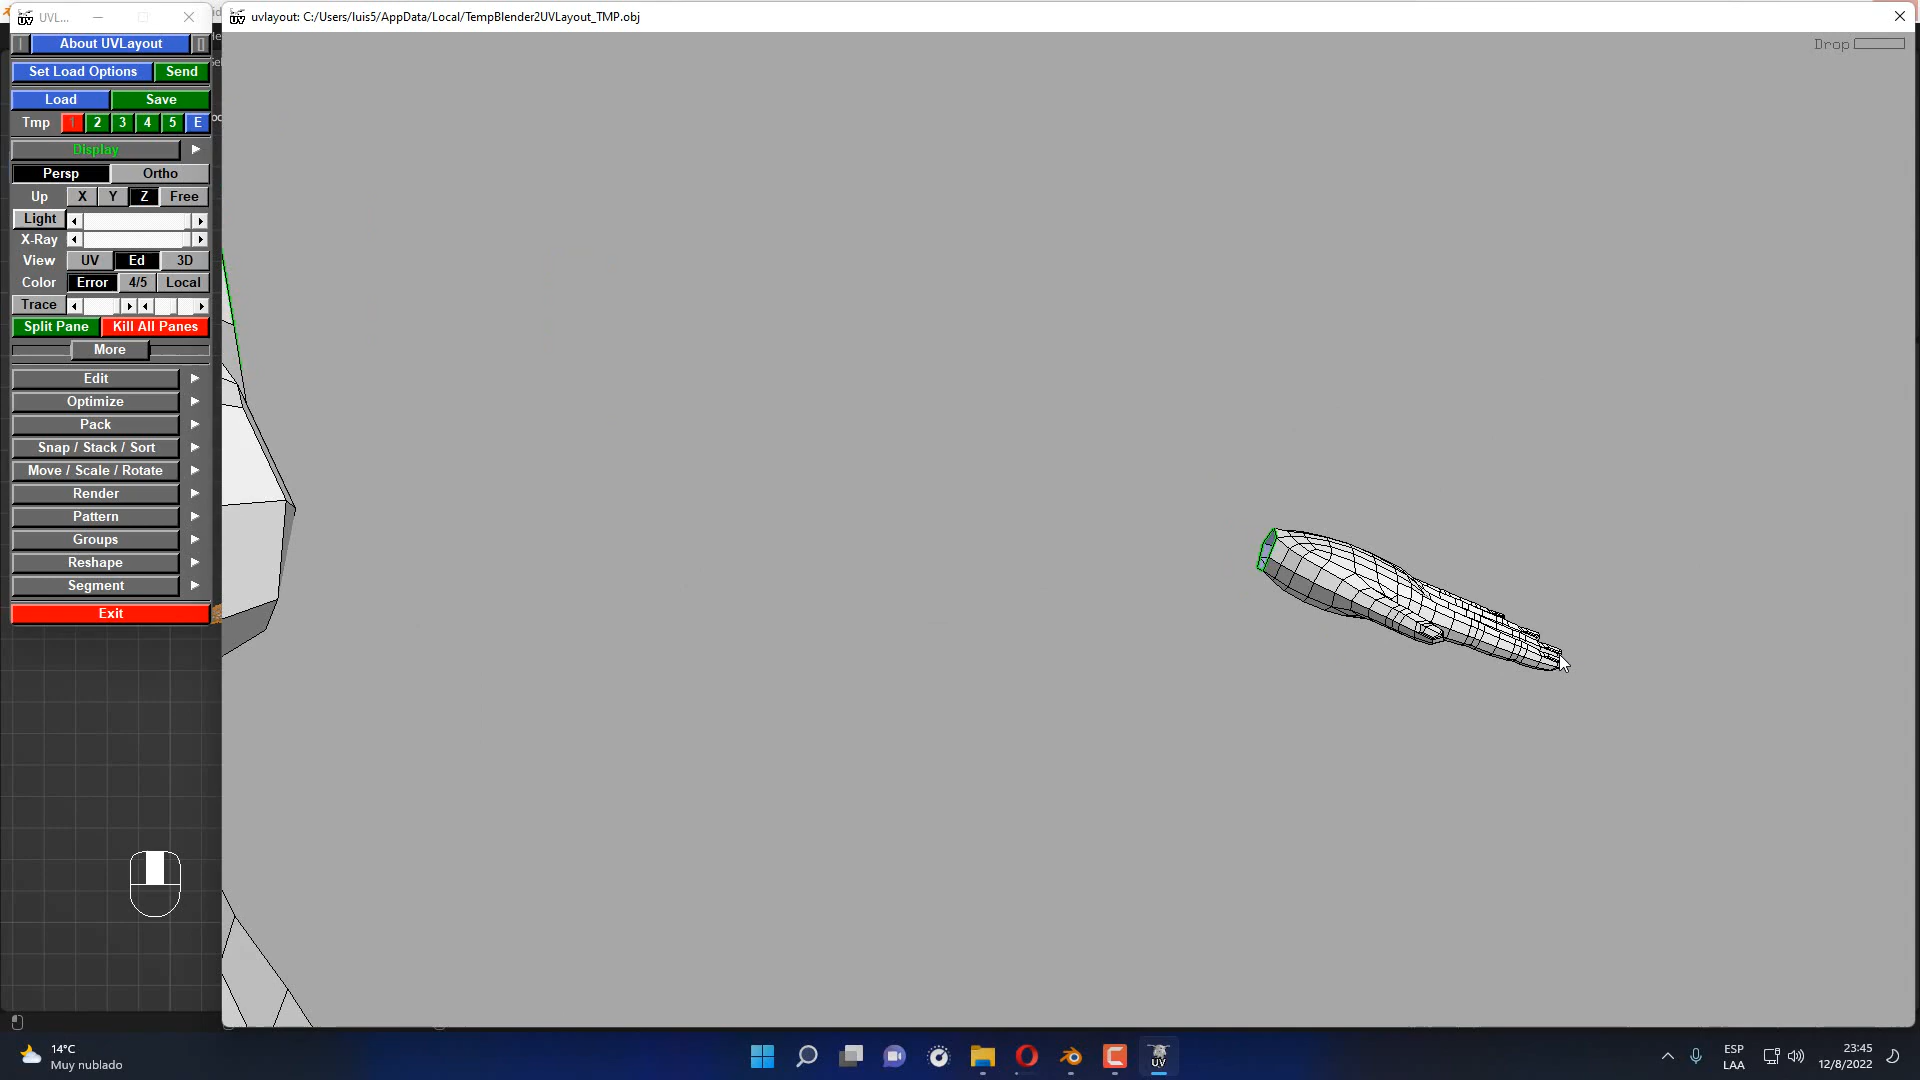 UVL...
uvlayout: C:/Users/luis5/AppData/Local/TempBlender2UVLayout_TMP.obj
About UVLayout
Drop
Set Load Options Send
Load Save
Tmp 1 2 3 4 5 E
Display
Persp Ortho
Up X Y Z Free
Light
X-Ray
View UV Ed 3D
Color Error 4/5 Local
Trace
Split Pane Kill All Panes
More
Edit
Optimize
Pack
Snap / Stack / Sort
Move / Scale / Rotate
Render
Pattern
Groups
Reshape
Segment
Exit
14°C
Muy nublado
UV
ESP
LAA
23:45
12/8/2022